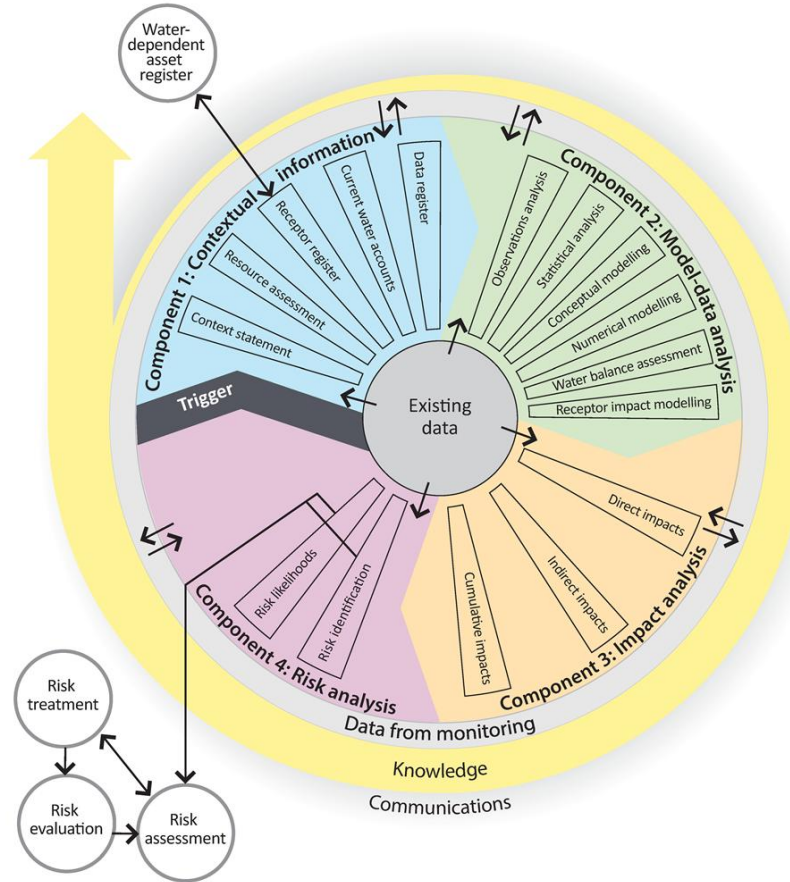 Water-
dependent
asset
register
Component 1: Contextual information
Data register
Current water accounts
Receptor register
Resource assessment
Context statement
Component 2: Model-data analysis
Observations analysis
Statistical analysis
Conceptual modelling
Numerical modelling
Water balance assessment
Receptor impact modelling
Trigger
Existing
data
Component 3: Impact analysis
Direct impacts
Indirect impacts
Cumulative impacts
Component 4: Risk analysis
Risk likelihoods
Risk identification
Data from monitoring
Knowledge
Communications
Risk
treatment
Risk
evaluation
Risk
assessment